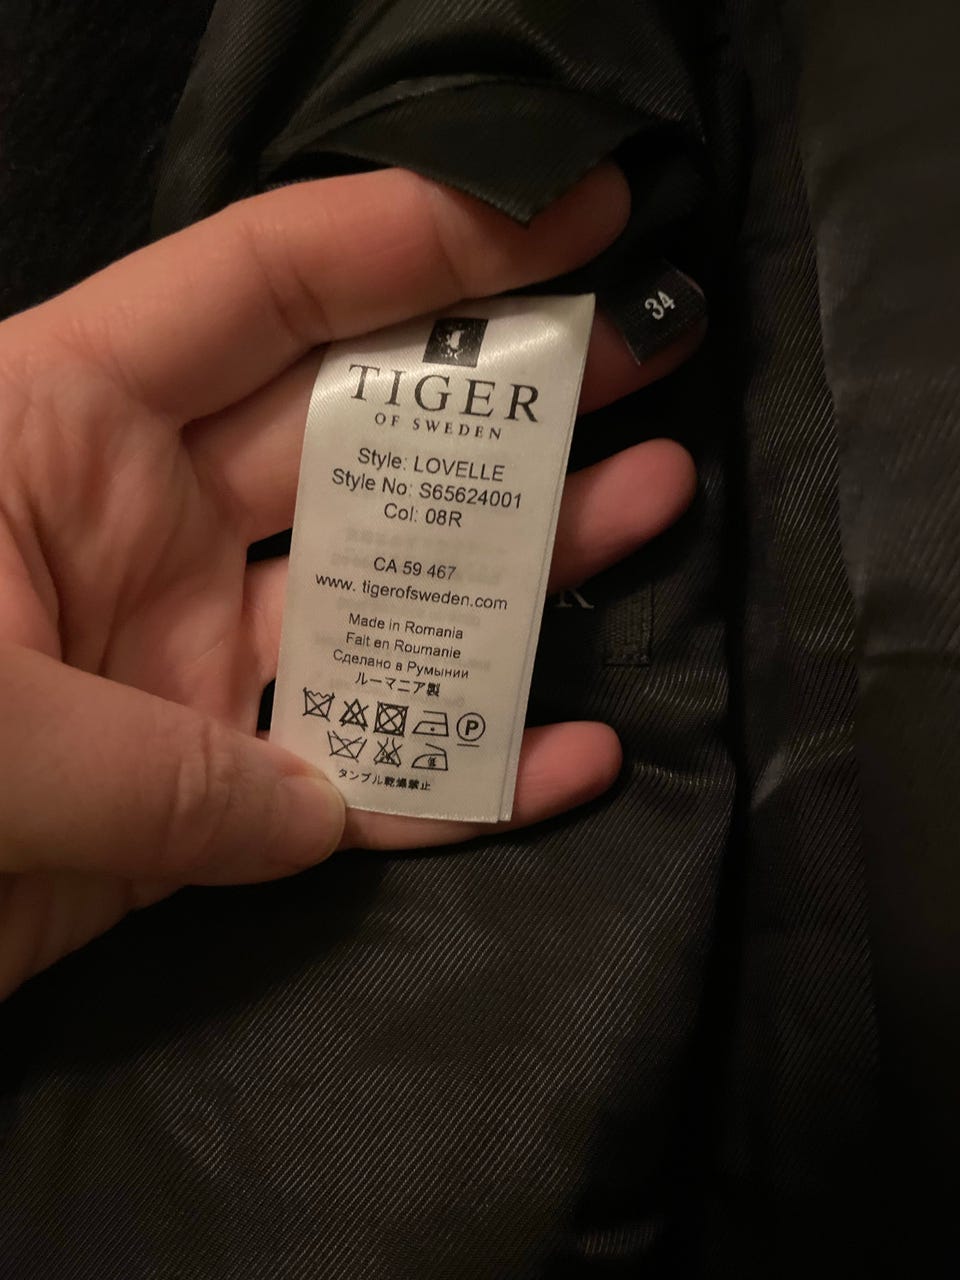 34
TIGER
OF SWEDEN
Style: LOVELLE
Style No: S65624001
Col: 08R
CA 59 467
www. tigerofsweden.com
Made in Romania
Fait en Roumanie
Сделано в Румынии
ルーマニア製
P
タンブル乾燥禁止
R